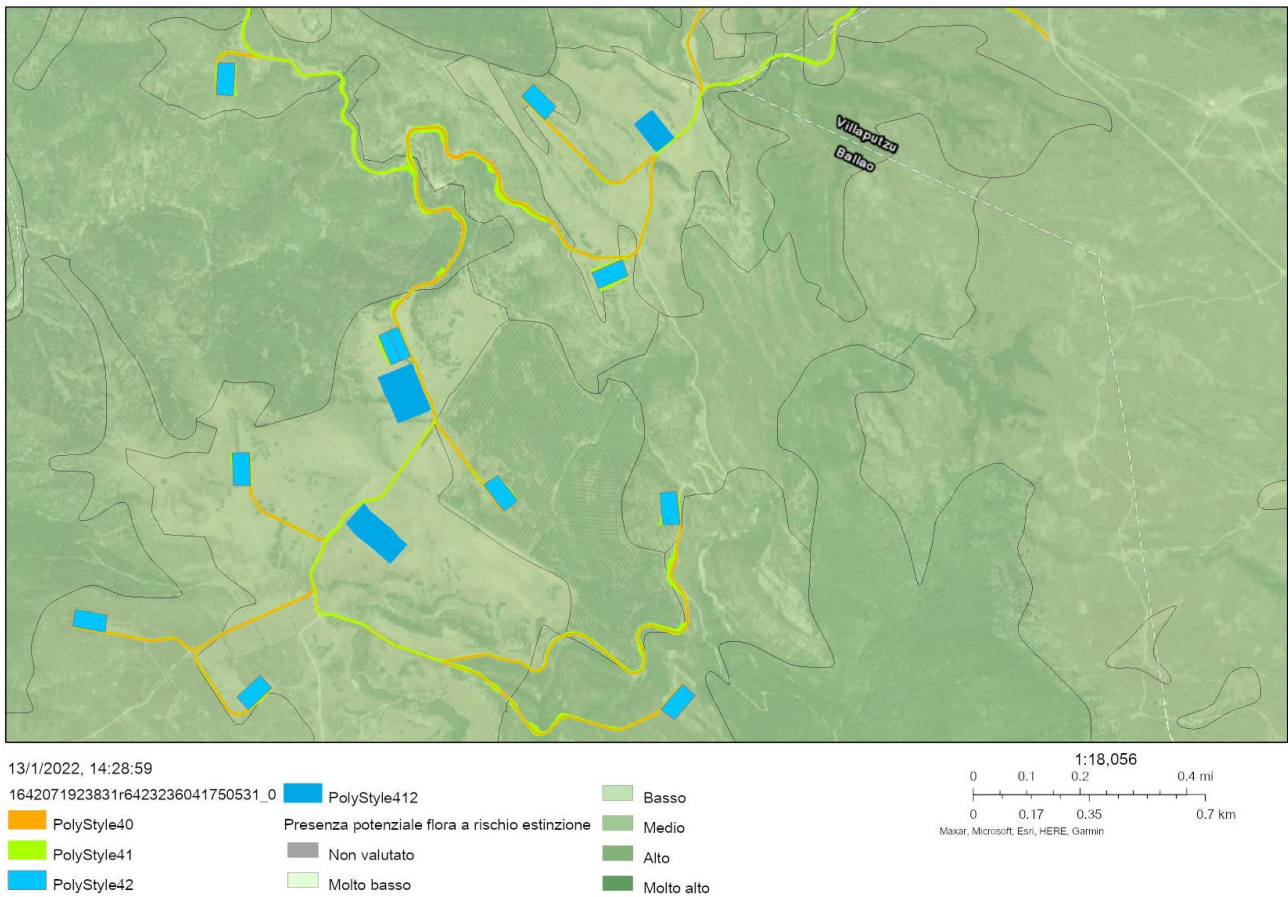 Villaputzu
Ballao
13/1/2022, 14:28:59
1642071923831r6423236041750531_0
PolyStyle40
PolyStyle41
PolyStyle42
PolyStyle412
Presenza potenziale flora a rischio estinzione
Non valutato
Molto basso
Basso
Medio
Alto
Molto alto
1:18,056
0 0.1 0.2 0.4 mi
0 0.17 0.35 0.7 km
Maxar, Microsoft, Esri, HERE, Garmin